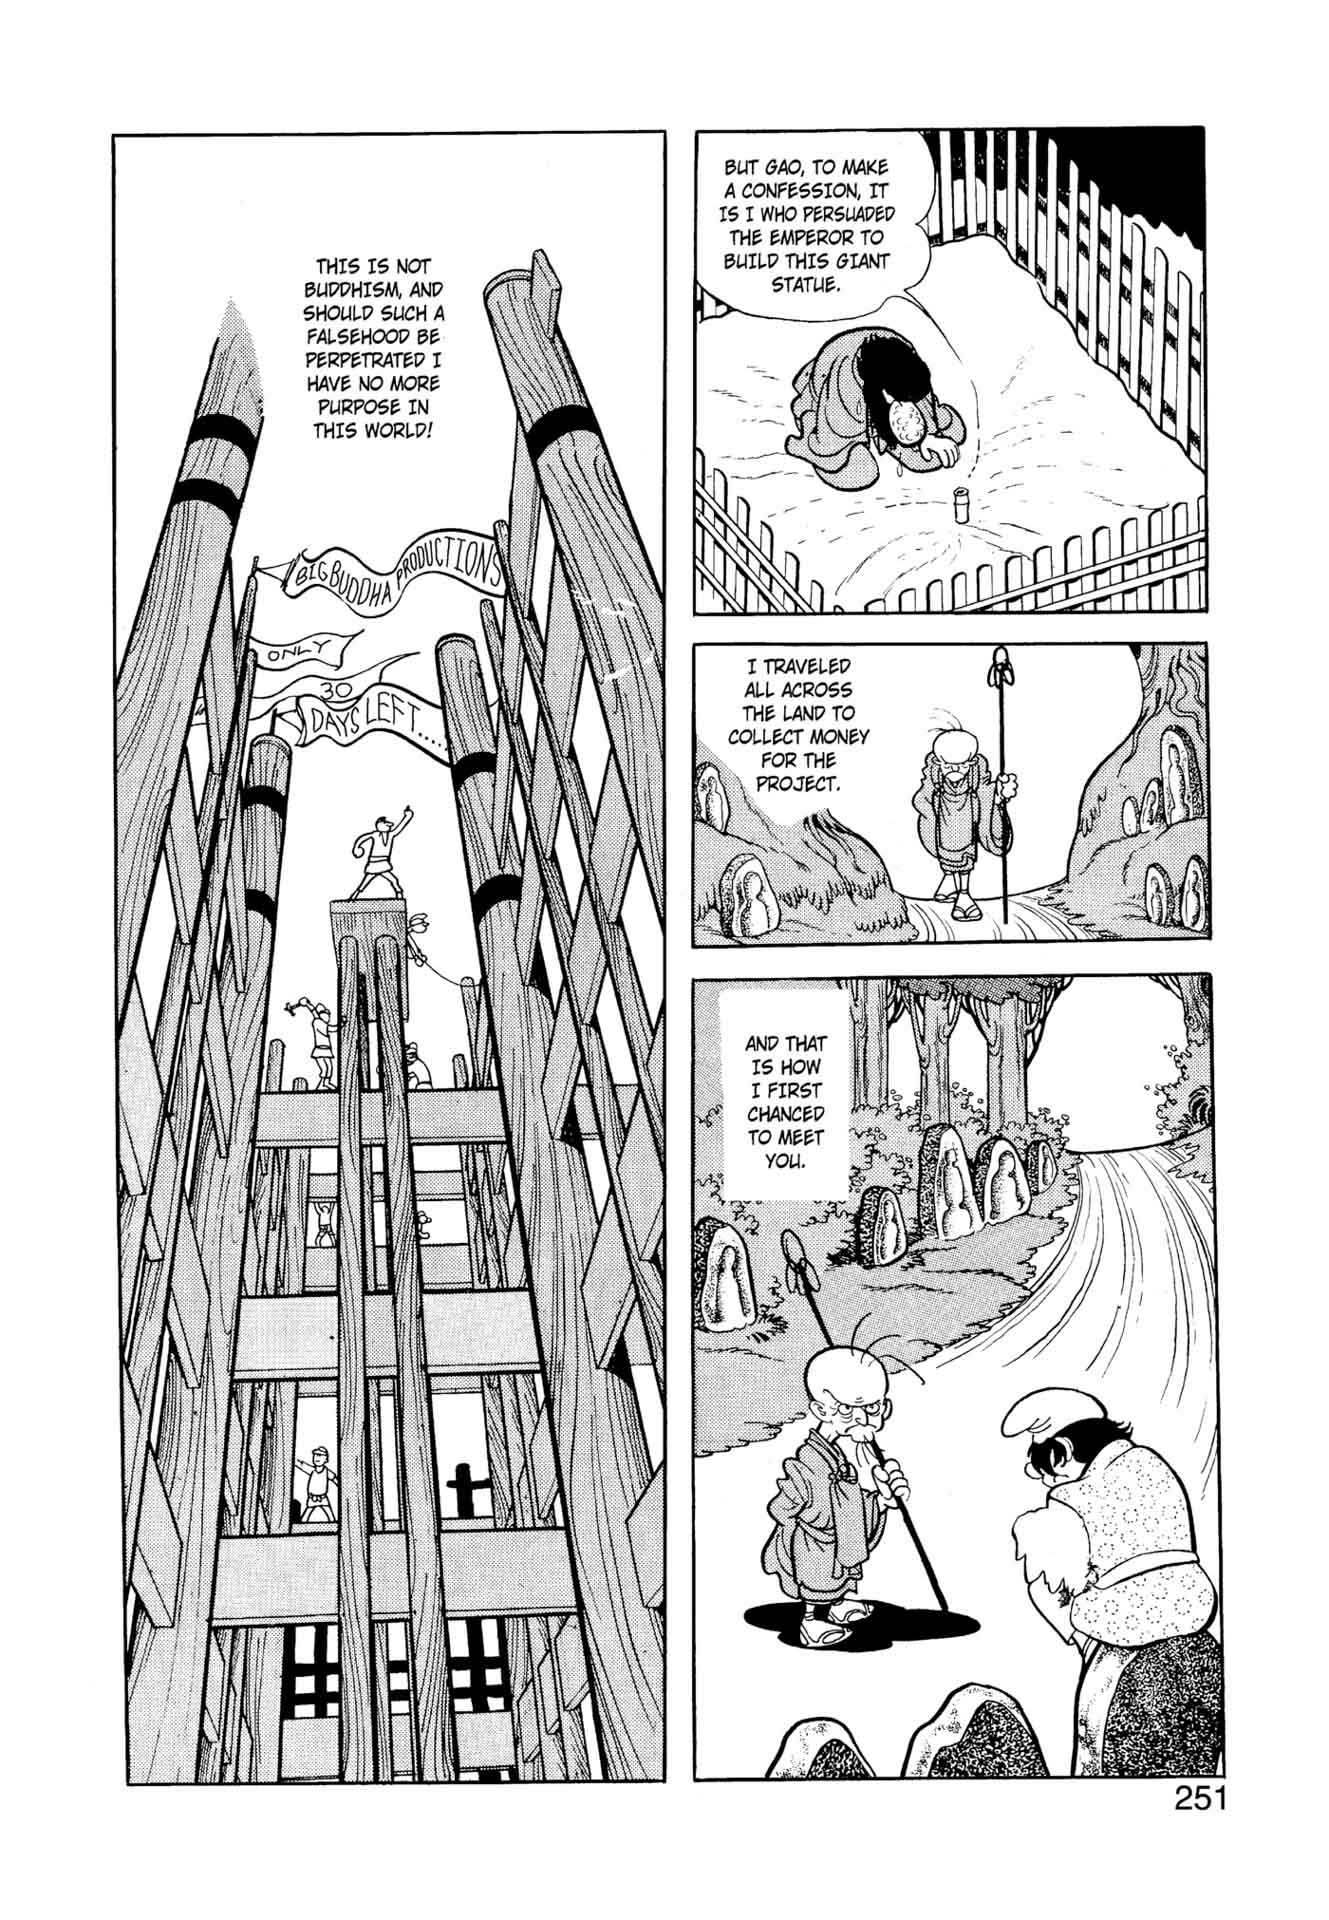 BUT GAO, TO MAKE
A CONFESSION, IT
IS I WHO PERSUADED
THE EMPEROR TO
BUILD THIS GIANT
STATUE.
I TRAVELED
ALL ACROSS
THE LAND TO
COLLECT MONEY
FOR THE
PROJECT.
AND THAT
IS HOW
I FIRST
CHANCED
TO MEET
YOU.
THIS IS NOT
BUDDHISM, AND
SHOULD SUCH A
FALSEHOOD BE
PERPETRATED I
HAVE NO MORE
PURPOSE IN
THIS WORLD!
BIG BUDDHA PRODUCTIONS
ONLY
30
DAYS LEFT.....
251